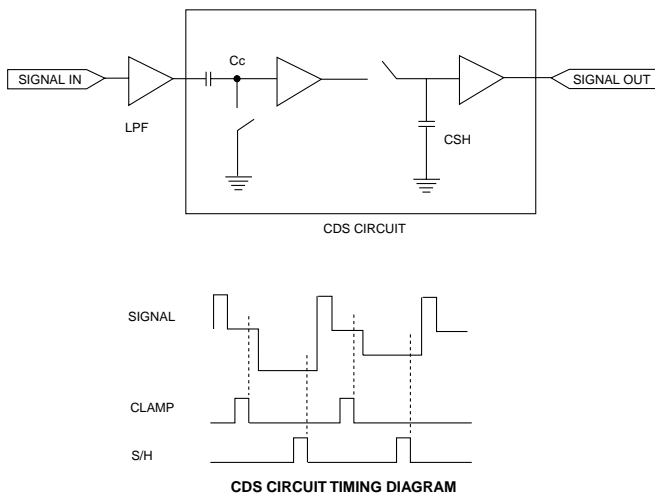 Cc
SIGNAL IN
SIGNAL OUT
LPF
CSH
CDS CIRCUIT
SIGNAL
CLAMP
S/H
CDS CIRCUIT TIMING DIAGRAM